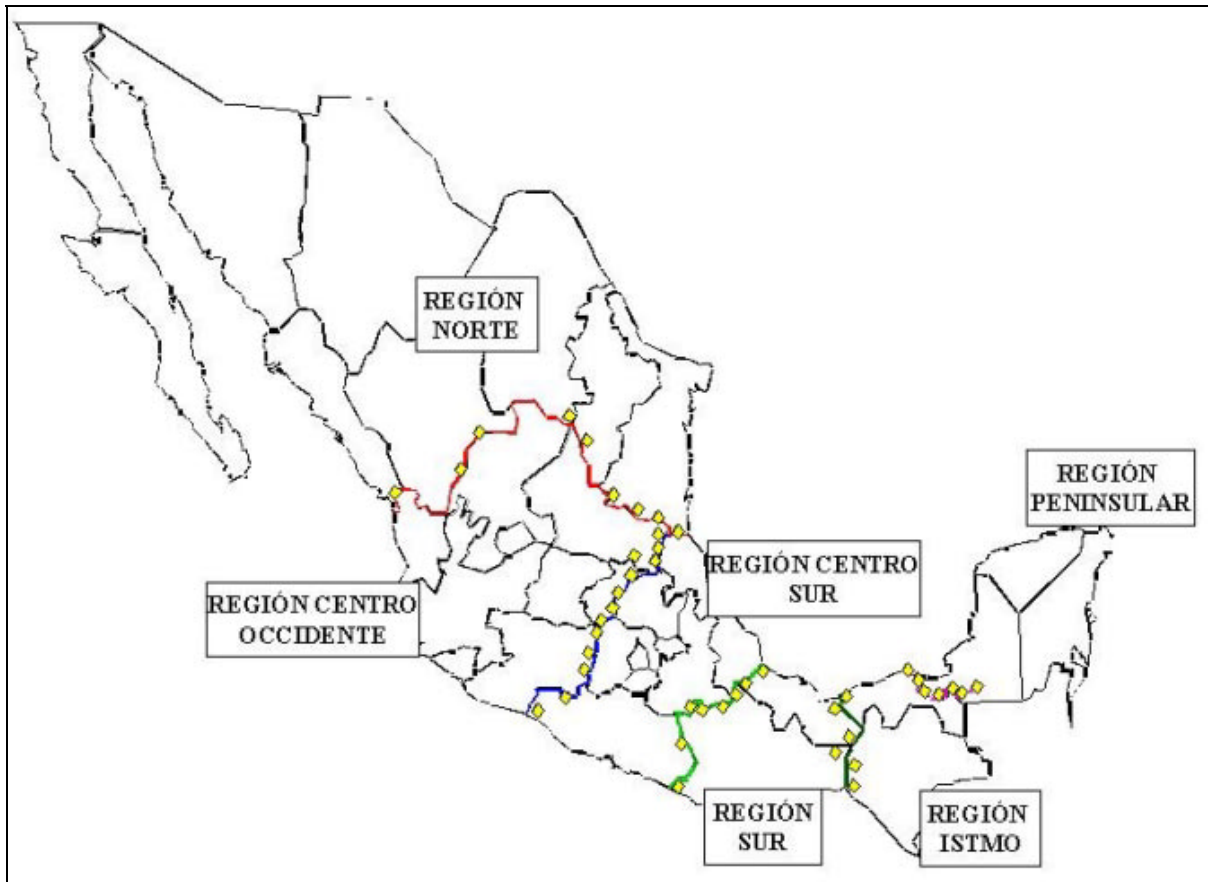 REGIÓN
NORTE
REGIÓN
PENINSULAR
REGIÓN CENTRO
SUR
REGIÓN CENTRO
OCCIDENTE
REGIÓN
SUR
REGIÓN
ISTMO